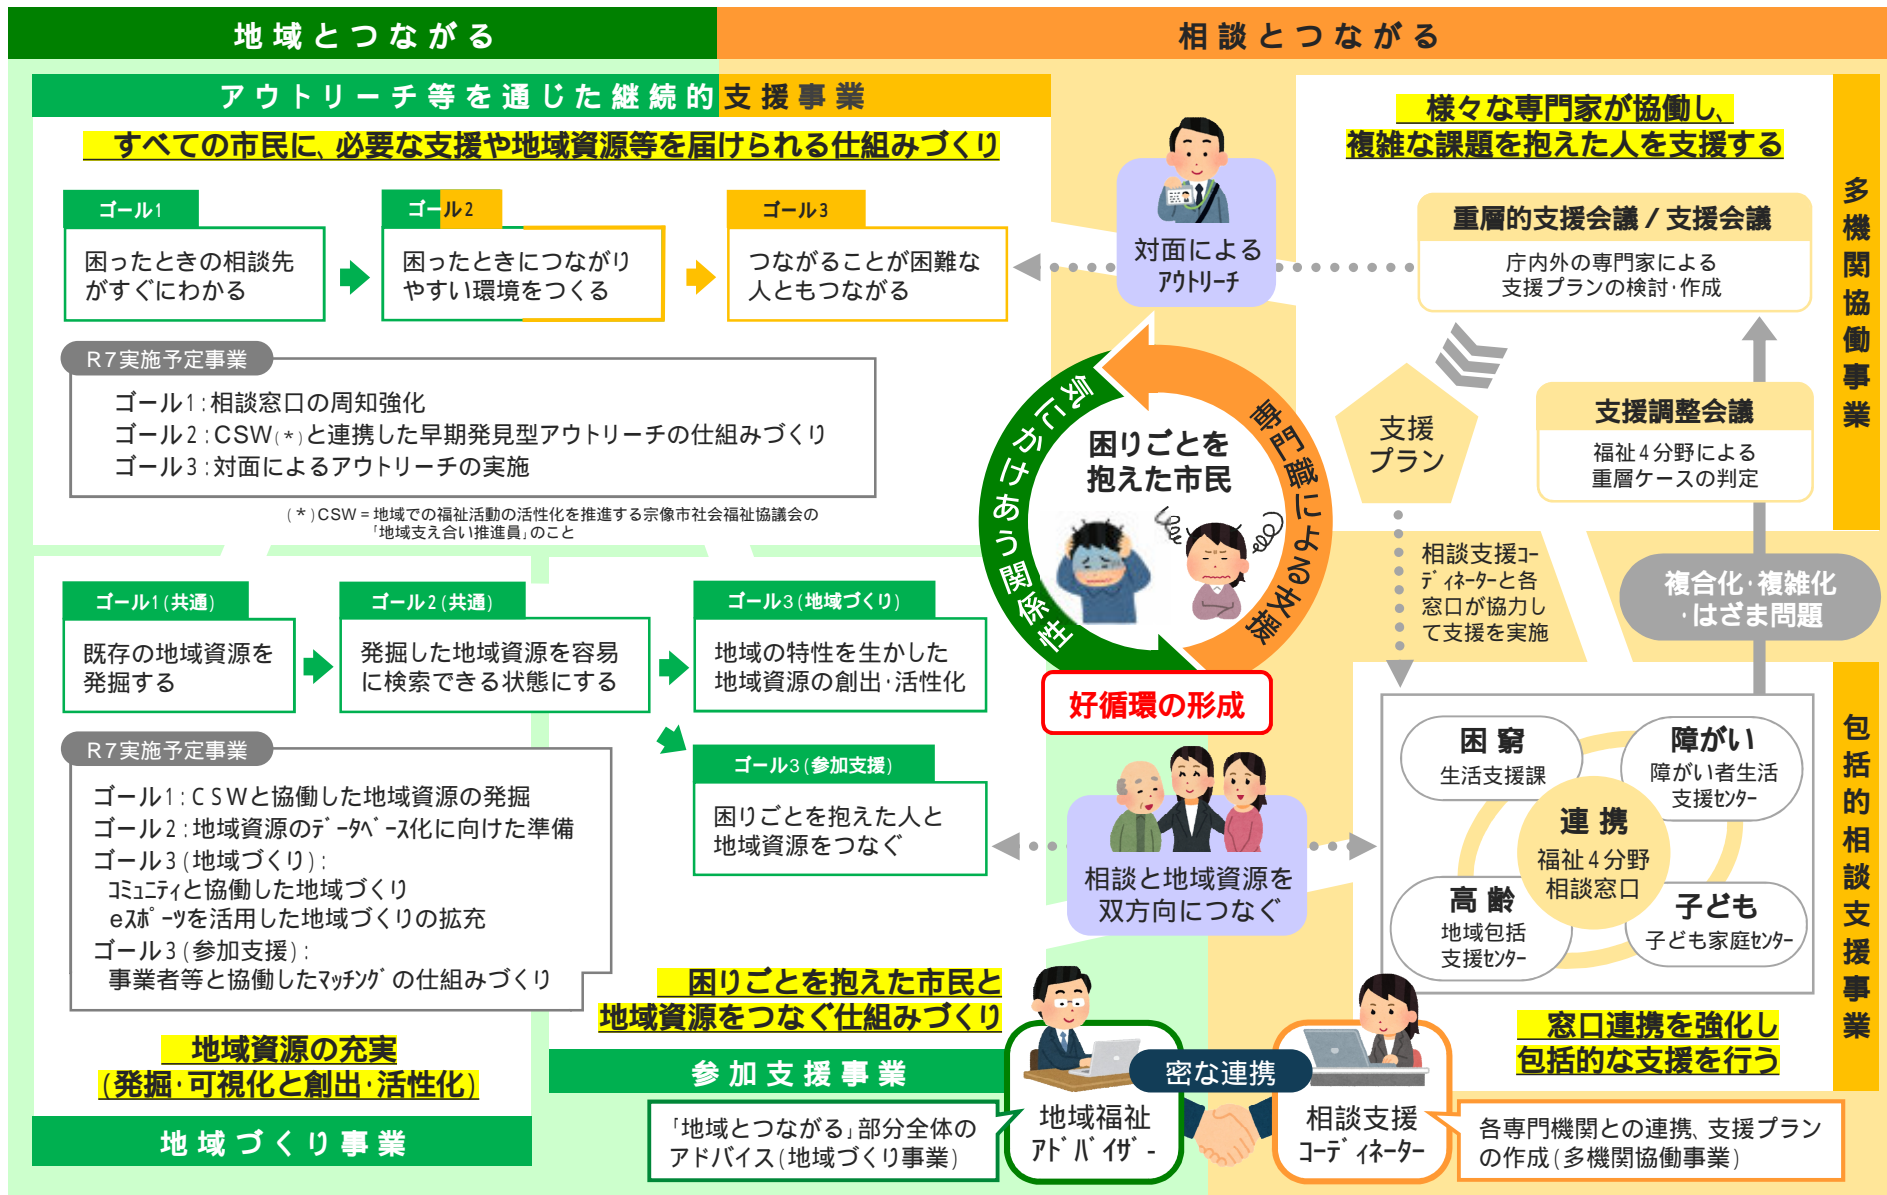 地域とつながる
相談とつながる
アウトリーチ等を通じた継続的支援事業
すべての市民に、必要な支援や地域資源等を届けられる仕組みづくり
ゴール1
困ったときの相談先
がすぐにわかる
ゴール2
困ったときにつながり
やすい環境をつくる
ゴール3
つながることが困難な
人ともつながる
R7実施予定事業
ゴール1:相談窓口の周知強化
ゴール2:CSW(*)と連携した早期発見型アウトリーチの仕組みづくり
ゴール3:対面によるアウトリーチの実施
(*)CSW=地域での福祉活動の活性化を推進する宗像市社会福祉協議会の
「地域支え合い推進員」のこと
対面による
アウトリーチ
様々な専門家が協働し、
複雑な課題を抱えた人を支援する
多機関協働事業
重層的支援会議/支援会議
庁内外の専門家による
支援プランの検討・作成
支援調整会議
福祉4分野による
重層ケースの判定
支援
プラン
相談支援コー
ディネーターと各
窓口が協力し
て支援を実施
複合化・複雑化
・はざま問題
気にかけあう関係性
専門職による支援
困りごとを
抱えた市民
好循環の形成
ゴール1(共通)
既存の地域資源を
発掘する
ゴール2(共通)
発掘した地域資源を容易
に検索できる状態にする
ゴール3(地域づくり)
地域の特性を生かした
地域資源の創出・活性化
ゴール3(参加支援)
困りごとを抱えた人と
地域資源をつなぐ
R7実施予定事業
ゴール1:CSWと協働した地域資源の発掘
ゴール2:地域資源のデータベース化に向けた準備
ゴール3(地域づくり):
コミュニティと協働した地域づくり
eスポーツを活用した地域づくりの拡充
ゴール3(参加支援):
事業者等と協働したマッチングの仕組みづくり
地域資源の充実
(発掘・可視化と創出・活性化)
地域づくり事業
困りごとを抱えた市民と
地域資源をつなぐ仕組みづくり
参加支援事業
相談と地域資源を
双方向につなぐ
包括的相談支援事業
困窮
生活支援課
障がい
障がい者生活
支援センター
連携
福祉4分野
相談窓口
高齢
地域包括
支援センター
子ども
子ども家庭センター
窓口連携を強化し
包括的な支援を行う
密な連携
「地域とつながる」部分全体の
アドバイス(地域づくり事業)
地域福祉
アドバイザー
相談支援
コーディネーター
各専門機関との連携、支援プラン
の作成(多機関協働事業)